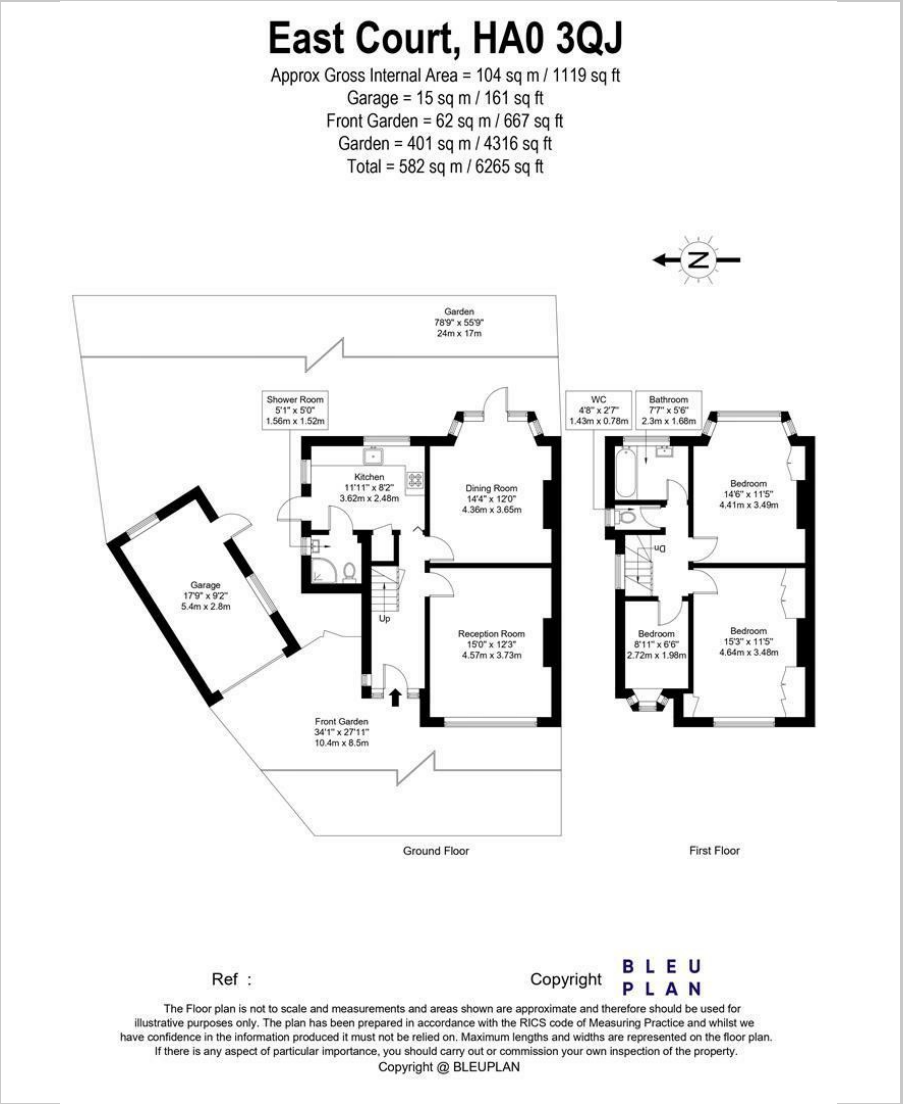 East Court, HA0 3QJ
Approx Gross Internal Area = 104 sq m / 1119 sq ft
Garage = 15 sq m / 161 sq ft
Front Garden = 62 sq m / 667 sq ft
Garden = 401 sq m / 4316 sq ft
Total = 582 sq m / 6265 sq ft
N
Garden
78'9" x 55'9"
24m x 17m
Shower Room
5'1" x 5'0"
1.56m x 1.52m
Kitchen
11'11" x 8'2"
3.62m x 2.48m
Dining Room
14'4" x 12'0"
4.36m x 3.65m
Garage
17'9" x 9'2"
5.4m x 2.8m
Up
Reception Room
15'0" x 12'3"
4.57m x 3.73m
Front Garden
34'1" x 27'11"
10.4m x 8.5m
Ground Floor
WC
4'8" x 2'7"
1.43m x 0.78m
Bathroom
7'7" x 5'6"
2.3m x 1.68m
Bedroom
14'6" x 11'5"
4.41m x 3.49m
Dn
Bedroom
8'11" x 6'6"
2.72m x 1.98m
Bedroom
15'3" x 11'5"
4.64m x 3.48m
First Floor
Ref :
Copyright
BLEU
PLAN
The Floor plan is not to scale and measurements and areas shown are approximate and therefore should be used for
illustrative purposes only. The plan has been prepared in accordance with the RICS code of Measuring Practice and whilst we
have confidence in the information produced it must not be relied on. Maximum lengths and widths are represented on the floor plan.
If there is any aspect of particular importance, you should carry out or commission your own inspection of the property.
Copyright @ BLEUPLAN